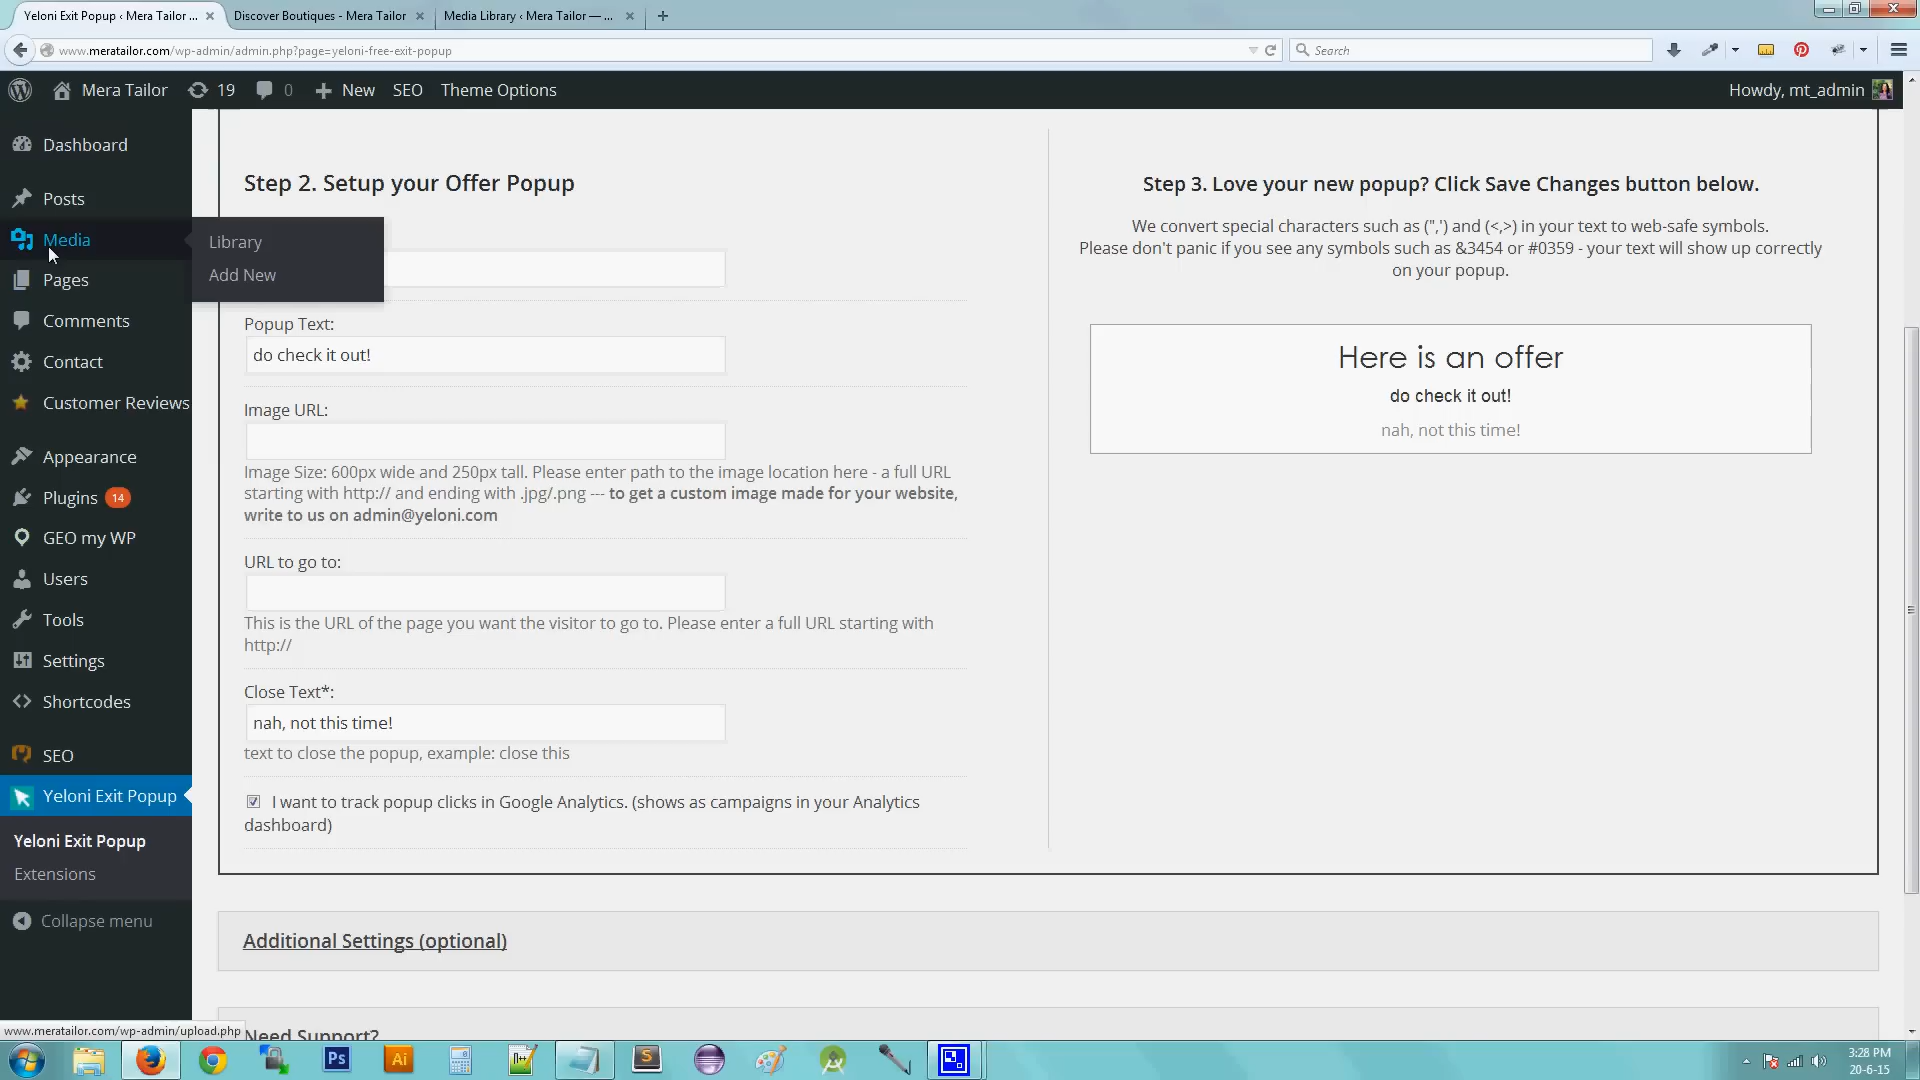 Yeloni Exit Popup ‹ Mera Tailor ...
Discover Boutiques - Mera Tailor
Media Library ‹ Mera Tailor — ...
www.meratailor.com/wp-admin/admin.php?page=yeloni-free-exit-popup
Search
Mera Tailor
19
0
New
SEO
Theme Options
Howdy, mt_admin
Dashboard
Posts
Media
Pages
Comments
Contact
Customer Reviews
Appearance
Plugins 14
GEO my WP
Users
Tools
Settings
Shortcodes
SEO
Yeloni Exit Popup
Yeloni Exit Popup
Extensions
Collapse menu
Library
Add New
Step 2. Setup your Offer Popup
Popup Text:
do check it out!
Image URL:
Image Size: 600px wide and 250px tall. Please enter path to the image location here - a full URL
starting with http:// and ending with .jpg/.png --- to get a custom image made for your website,
write to us on admin@yeloni.com
URL to go to:
This is the URL of the page you want the visitor to go to. Please enter a full URL starting with
http://
Close Text*:
nah, not this time!
text to close the popup, example: close this
I want to track popup clicks in Google Analytics. (shows as campaigns in your Analytics
dashboard)
Step 3. Love your new popup? Click Save Changes button below.
We convert special characters such as (",') and (<,>) in your text to web-safe symbols.
Please don't panic if you see any symbols such as &3454 or #0359 - your text will show up correctly
on your popup.
Here is an offer
do check it out!
nah, not this time!
Additional Settings (optional)
Need Support?
www.meratailor.com/wp-admin/upload.php
Ps
Ai
S
3:28 PM
20-6-15